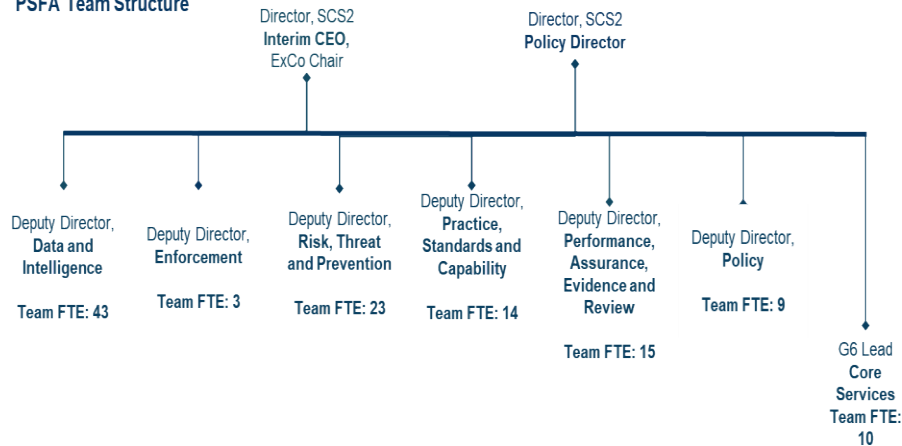 PSFA Team Structure
Director, SCS2
Interim CEO,
ExCo Chair
Director, SCS2
Policy Director
Deputy Director,
Data and
Intelligence
Team FTE: 43
Deputy Director,
Enforcement
Team FTE: 3
Deputy Director,
Risk, Threat
and Prevention
Team FTE: 23
Deputy Director,
Practice,
Standards and
Capability
Team FTE: 14
Deputy Director,
Performance,
Assurance,
Evidence and
Review
Team FTE: 15
Deputy Director,
Policy
Team FTE: 9
G6 Lead
Core
Services
Team FTE:
10